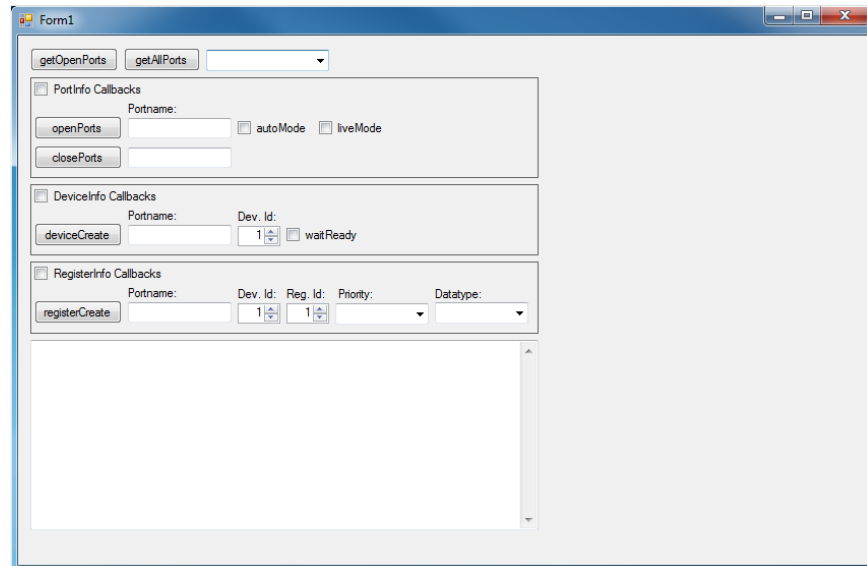 Form1
getOpenPorts getAllPorts
PortInfo Callbacks
Portname:
openPorts autoMode liveMode
closePorts
DeviceInfo Callbacks
Portname: Dev. Id:
deviceCreate 1 waitReady
RegisterInfo Callbacks
Portname: Dev. Id: Reg. Id: Priority: Datatype:
registerCreate 1 1